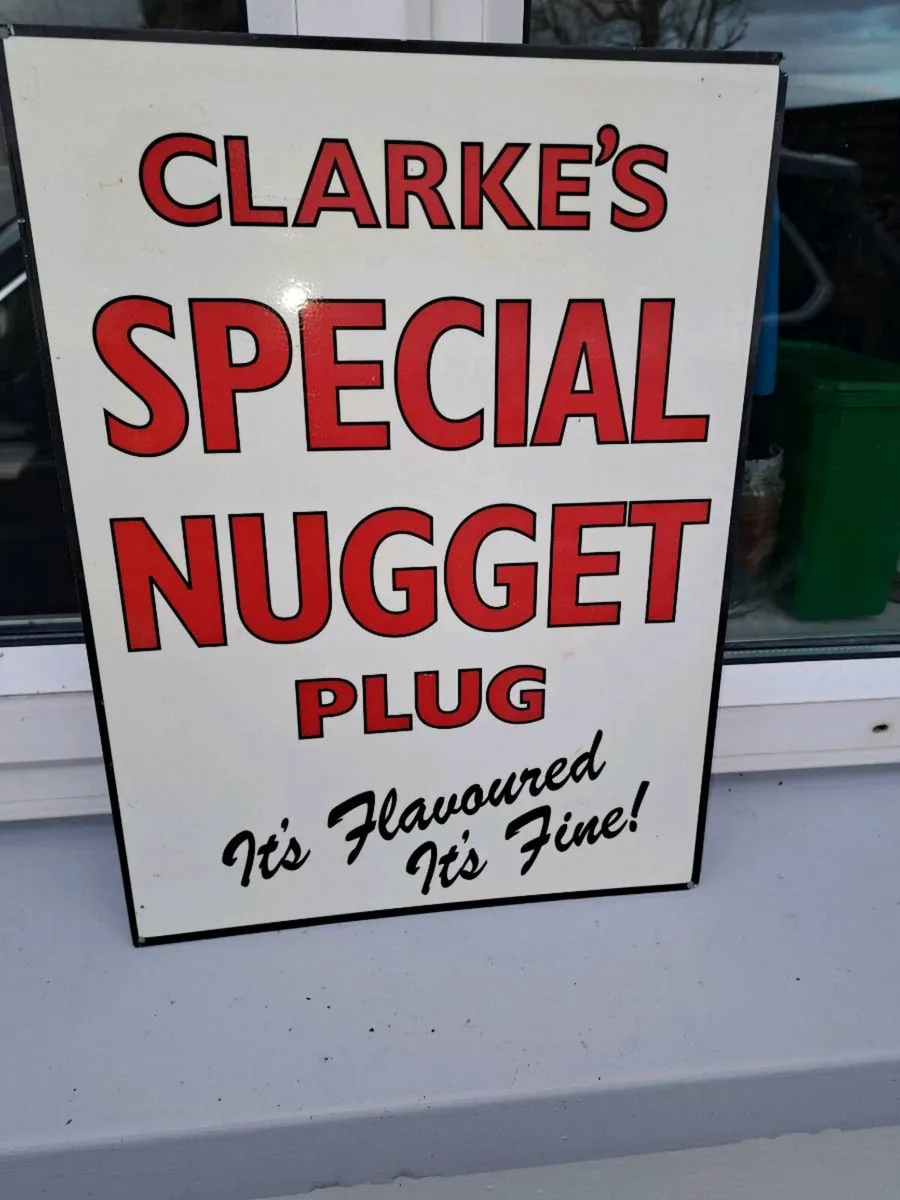 CLARKE'S
SPECIAL
NUGGET
PLUG
It's Flavoured
It's Fine!